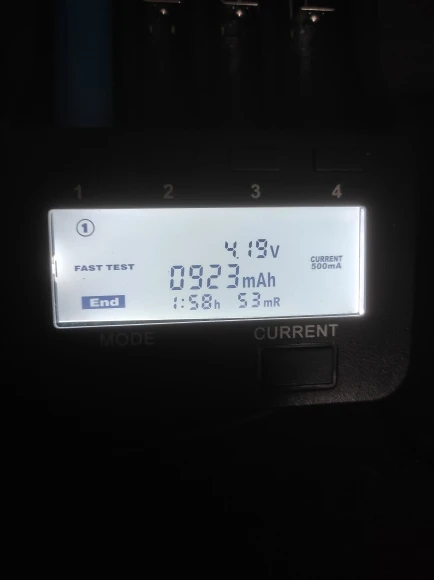 1 2 3 4
①
4.19V
CURRENT
500mA
FAST TEST
0923mAh
End
1:58h 53mR
MODE
CURRENT